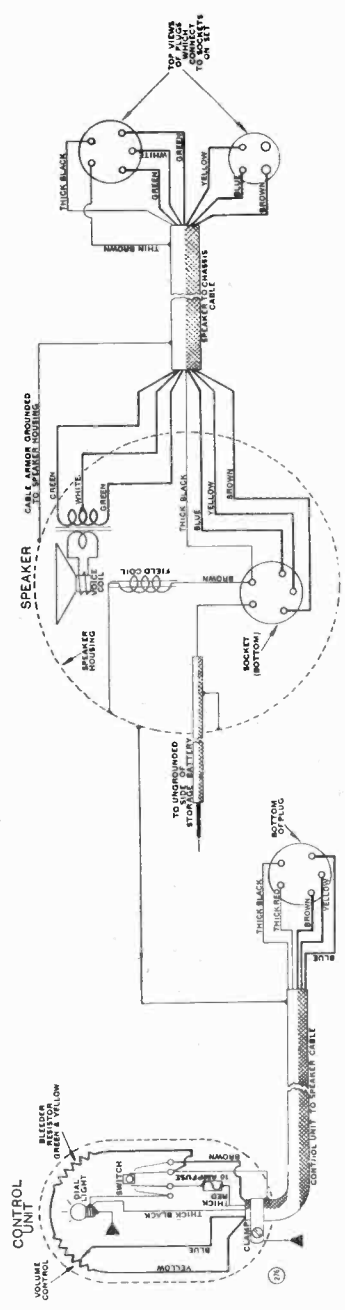 TOP VIEWS
OF PLUGS
WHICH
CONNECT
TO SOCKETS
ON SET
THICK BLACK
WHITE
GREEN
GREEN
THIN BROWN
YELLOW
BLUE
BROWN
SPEAKER TO CHASSIS
CABLE
CABLE ARMOR GROUNDED
TO SPEAKER HOUSING
SPEAKER
GREEN
WHITE
GREEN
VOICE
COIL
FIELD COIL
BROWN
THICK BLACK
BLUE
YELLOW
BROWN
SPEAKER
HOUSING
SOCKET
(BOTTOM)
TO UNGROUNDED
SIDE OF
STORAGE BATTERY
BOTTOM
OF PLUG
THICK BLACK
THICK RED
BROWN
YELLOW
BLUE
CONTROL UNIT TO SPEAKER CABLE
CONTROL
UNIT
VOLUME
CONTROL
BLEEDER
RESISTOR
GREEN & YELLOW
DIAL
LIGHT
SWITCH
BROWN
10 AMP FUSE
THICK
RED
THICK BLACK
BLUE
YELLOW
CLAMP